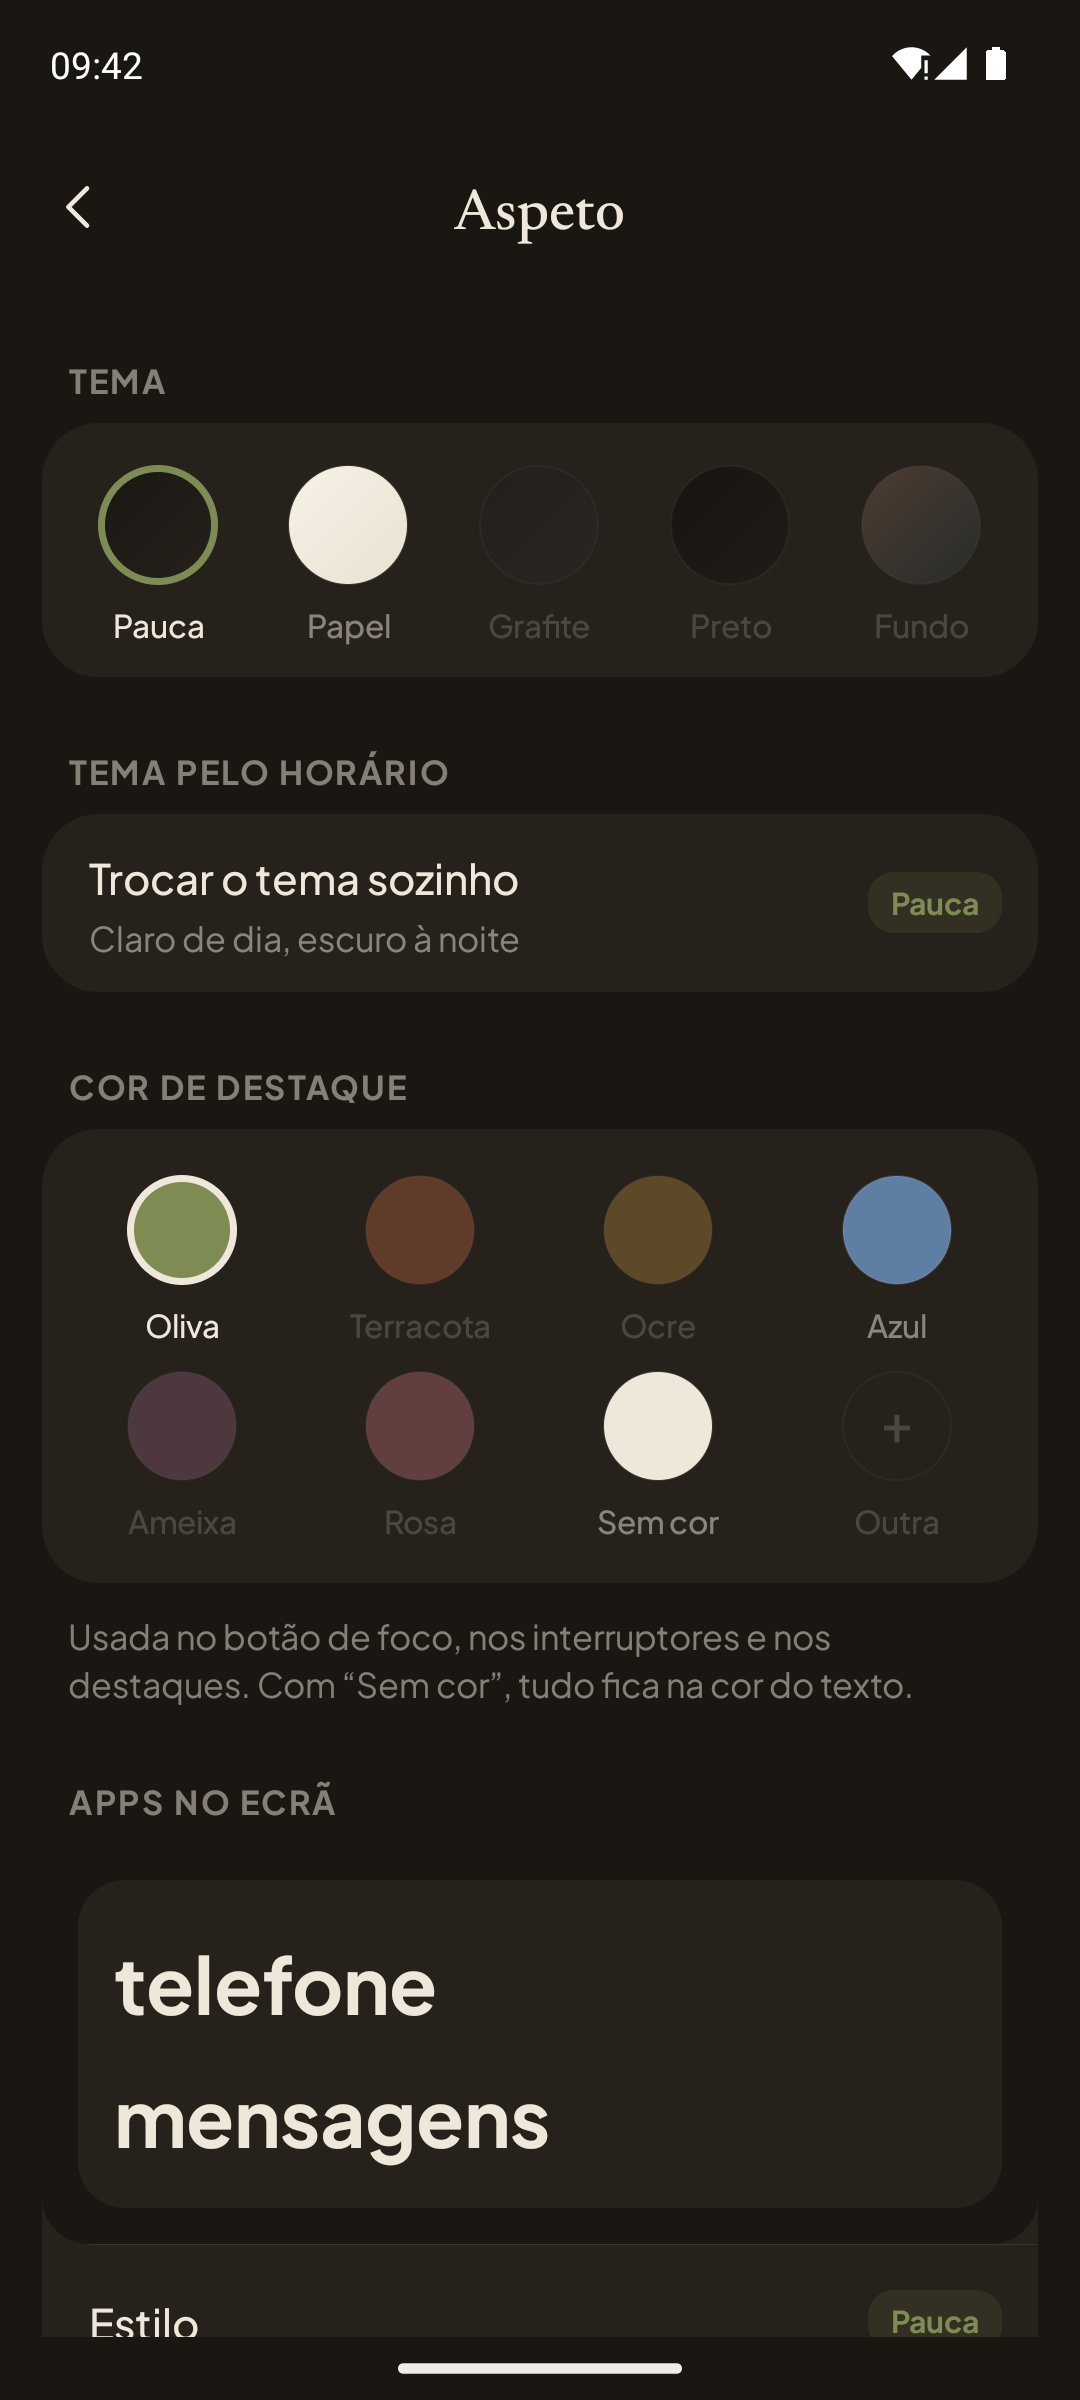 09:42
Aspeto
TEMA
Pauca
Papel
Grafite
Preto
Fundo
TEMA PELO HORÁRIO
Trocar o tema sozinho
Claro de dia, escuro à noite
Pauca
COR DE DESTAQUE
Oliva
Terracota
Ocre
Azul
Ameixa
Rosa
Sem cor
+
Outra
Usada no botão de foco, nos interruptores e nos
destaques. Com “Sem cor”, tudo fica na cor do texto.
APPS NO ECRÃ
telefone
mensagens
Estilo
Pauca